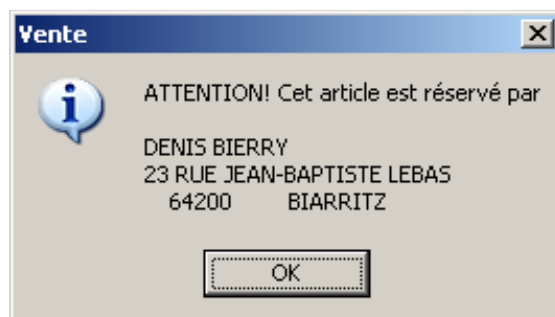 Vente
ATTENTION! Cet article est réservé par
DENIS BIERRY
23 RUE JEAN-BAPTISTE LEBAS
64200 BIARRITZ
OK